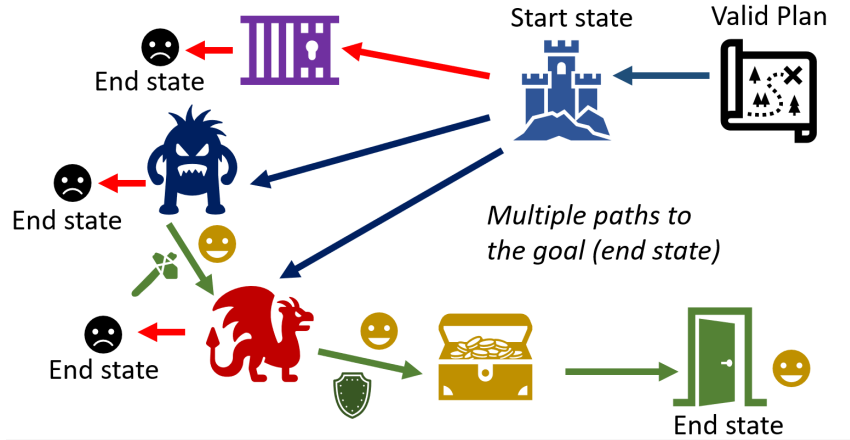 Start state
Valid Plan
End state
End state
Multiple paths to
the goal (end state)
End state
End state